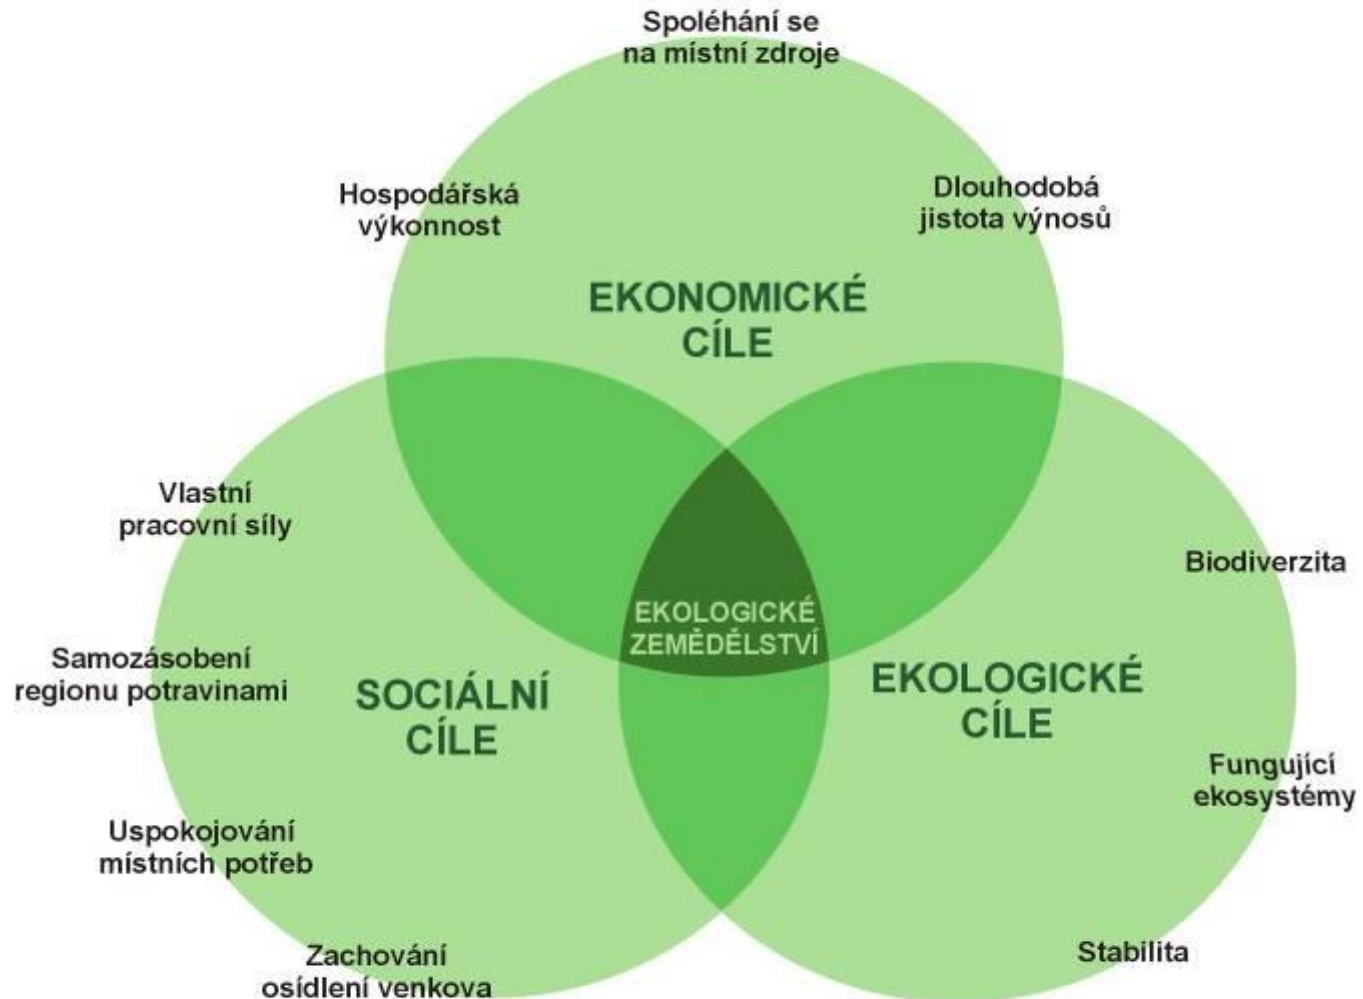 Spoléhání se
na místní zdroje
Hospodářská
výkonnost
Dlouhodobá
jistota výnosů
EKONOMICKÉ
CÍLE
Vlastní
pracovní síly
Biodiverzita
EKOLOGICKÉ
ZEMĚDĚLSTVÍ
Samozásobení
regionu potravinami
SOCIÁLNÍ
CÍLE
EKOLOGICKÉ
CÍLE
Fungující
ekosystémy
Uspokojování
místních potřeb
Zachování
osídlení venkova
Stabilita